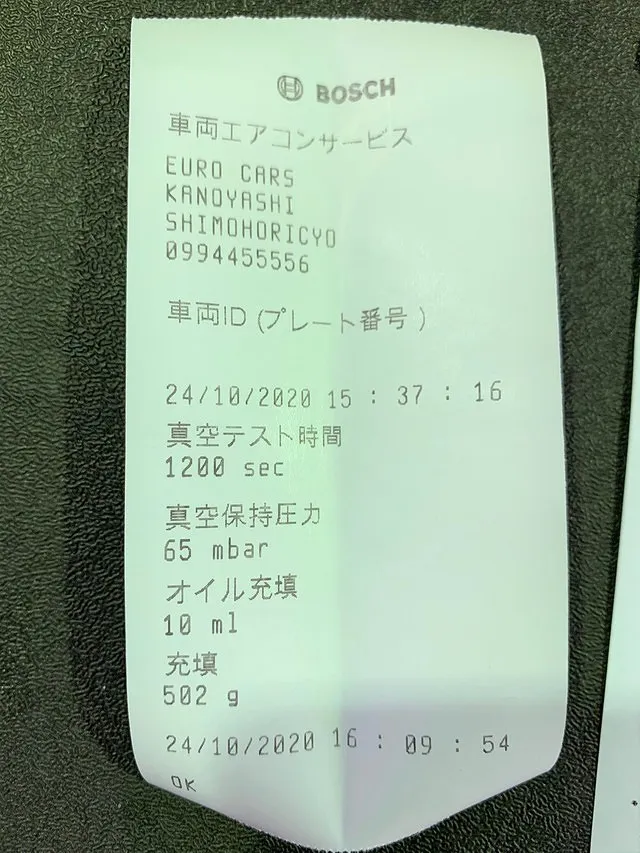 BOSCH
車両エアコンサービス
EURO CARS
KANOYASHI
SHIMOHORICYO
0994455556
車両ID (プレート番号 )
24/10/2020 15 : 37 : 16
真空テスト時間
1200 sec
真空保持圧力
65 mbar
オイル充填
10 ml
充填
502 g
24/10/2020 16 : 09 : 54
OK